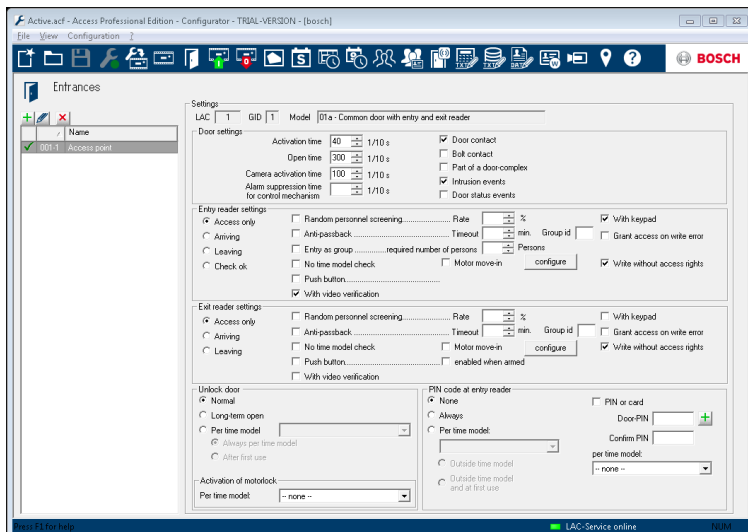 Active.acf - Access Professional Edition - Configurator - TRIAL-VERSION - [bosch]
File View Configuration ?
BOSCH
Entrances
Name
001-1 Access point
Settings
LAC 1 GID 1 Model 01a - Common door with entry and exit reader
Door settings
Activation time 40 1/10 s
Open time 300 1/10 s
Camera activation time 100 1/10 s
Alarm suppression time
for control mechanism 1/10 s
Door contact
Bolt contact
Part of a door-complex
Intrusion events
Door status events
Entry reader settings
Access only
Arriving
Leaving
Check ok
Random personnel screening.................... Rate %
Anti-passback ...................................... Timeout min. Group id
Entry as group ..............required number of persons Persons
No time model check Motor move-in configure
Push button.......................................
With video verification
With keypad
Grant access on write error
Write without access rights
Exit reader settings
Access only
Arriving
Leaving
Random personnel screening.................... Rate %
Anti-passback ...................................... Timeout min. Group id
No time model check Motor move-in configure
Push button....................................... enabled when armed
With video verification
With keypad
Grant access on write error
Write without access rights
Unlock door
Normal
Long-term open
Per time model
Always per time model
After first use
Activation of motorlock
Per time model: -- none --
PIN code at entry reader
None
Always
Per time model:
Outside time model
Outside time model
and at first use
PIN or card
Door-PIN
Confirm PIN
per time model:
-- none --
Press F1 for help
LAC-Service online
NUM